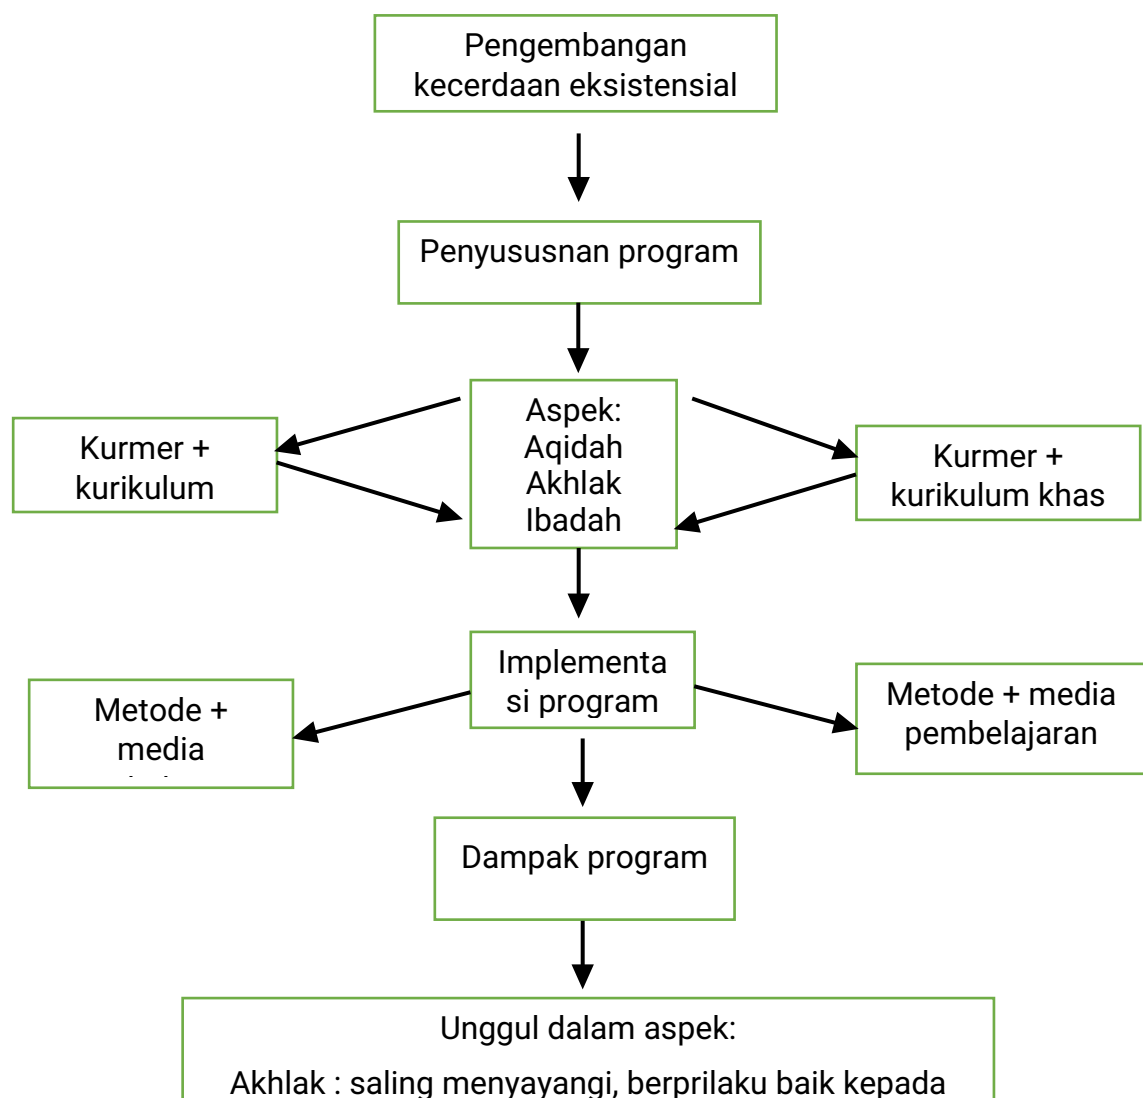 Pengembangan
kecerdaan eksistensial
Penyususnan program
Aspek:
Aqidah
Akhlak
Ibadah
Kurmer +
kurikulum
Kurmer +
kurikulum khas
Implementa
si program
Metode +
media
Metode + media
pembelajaran
Dampak program
Unggul dalam aspek:
Akhlak : saling menyayangi, berprilaku baik kepada